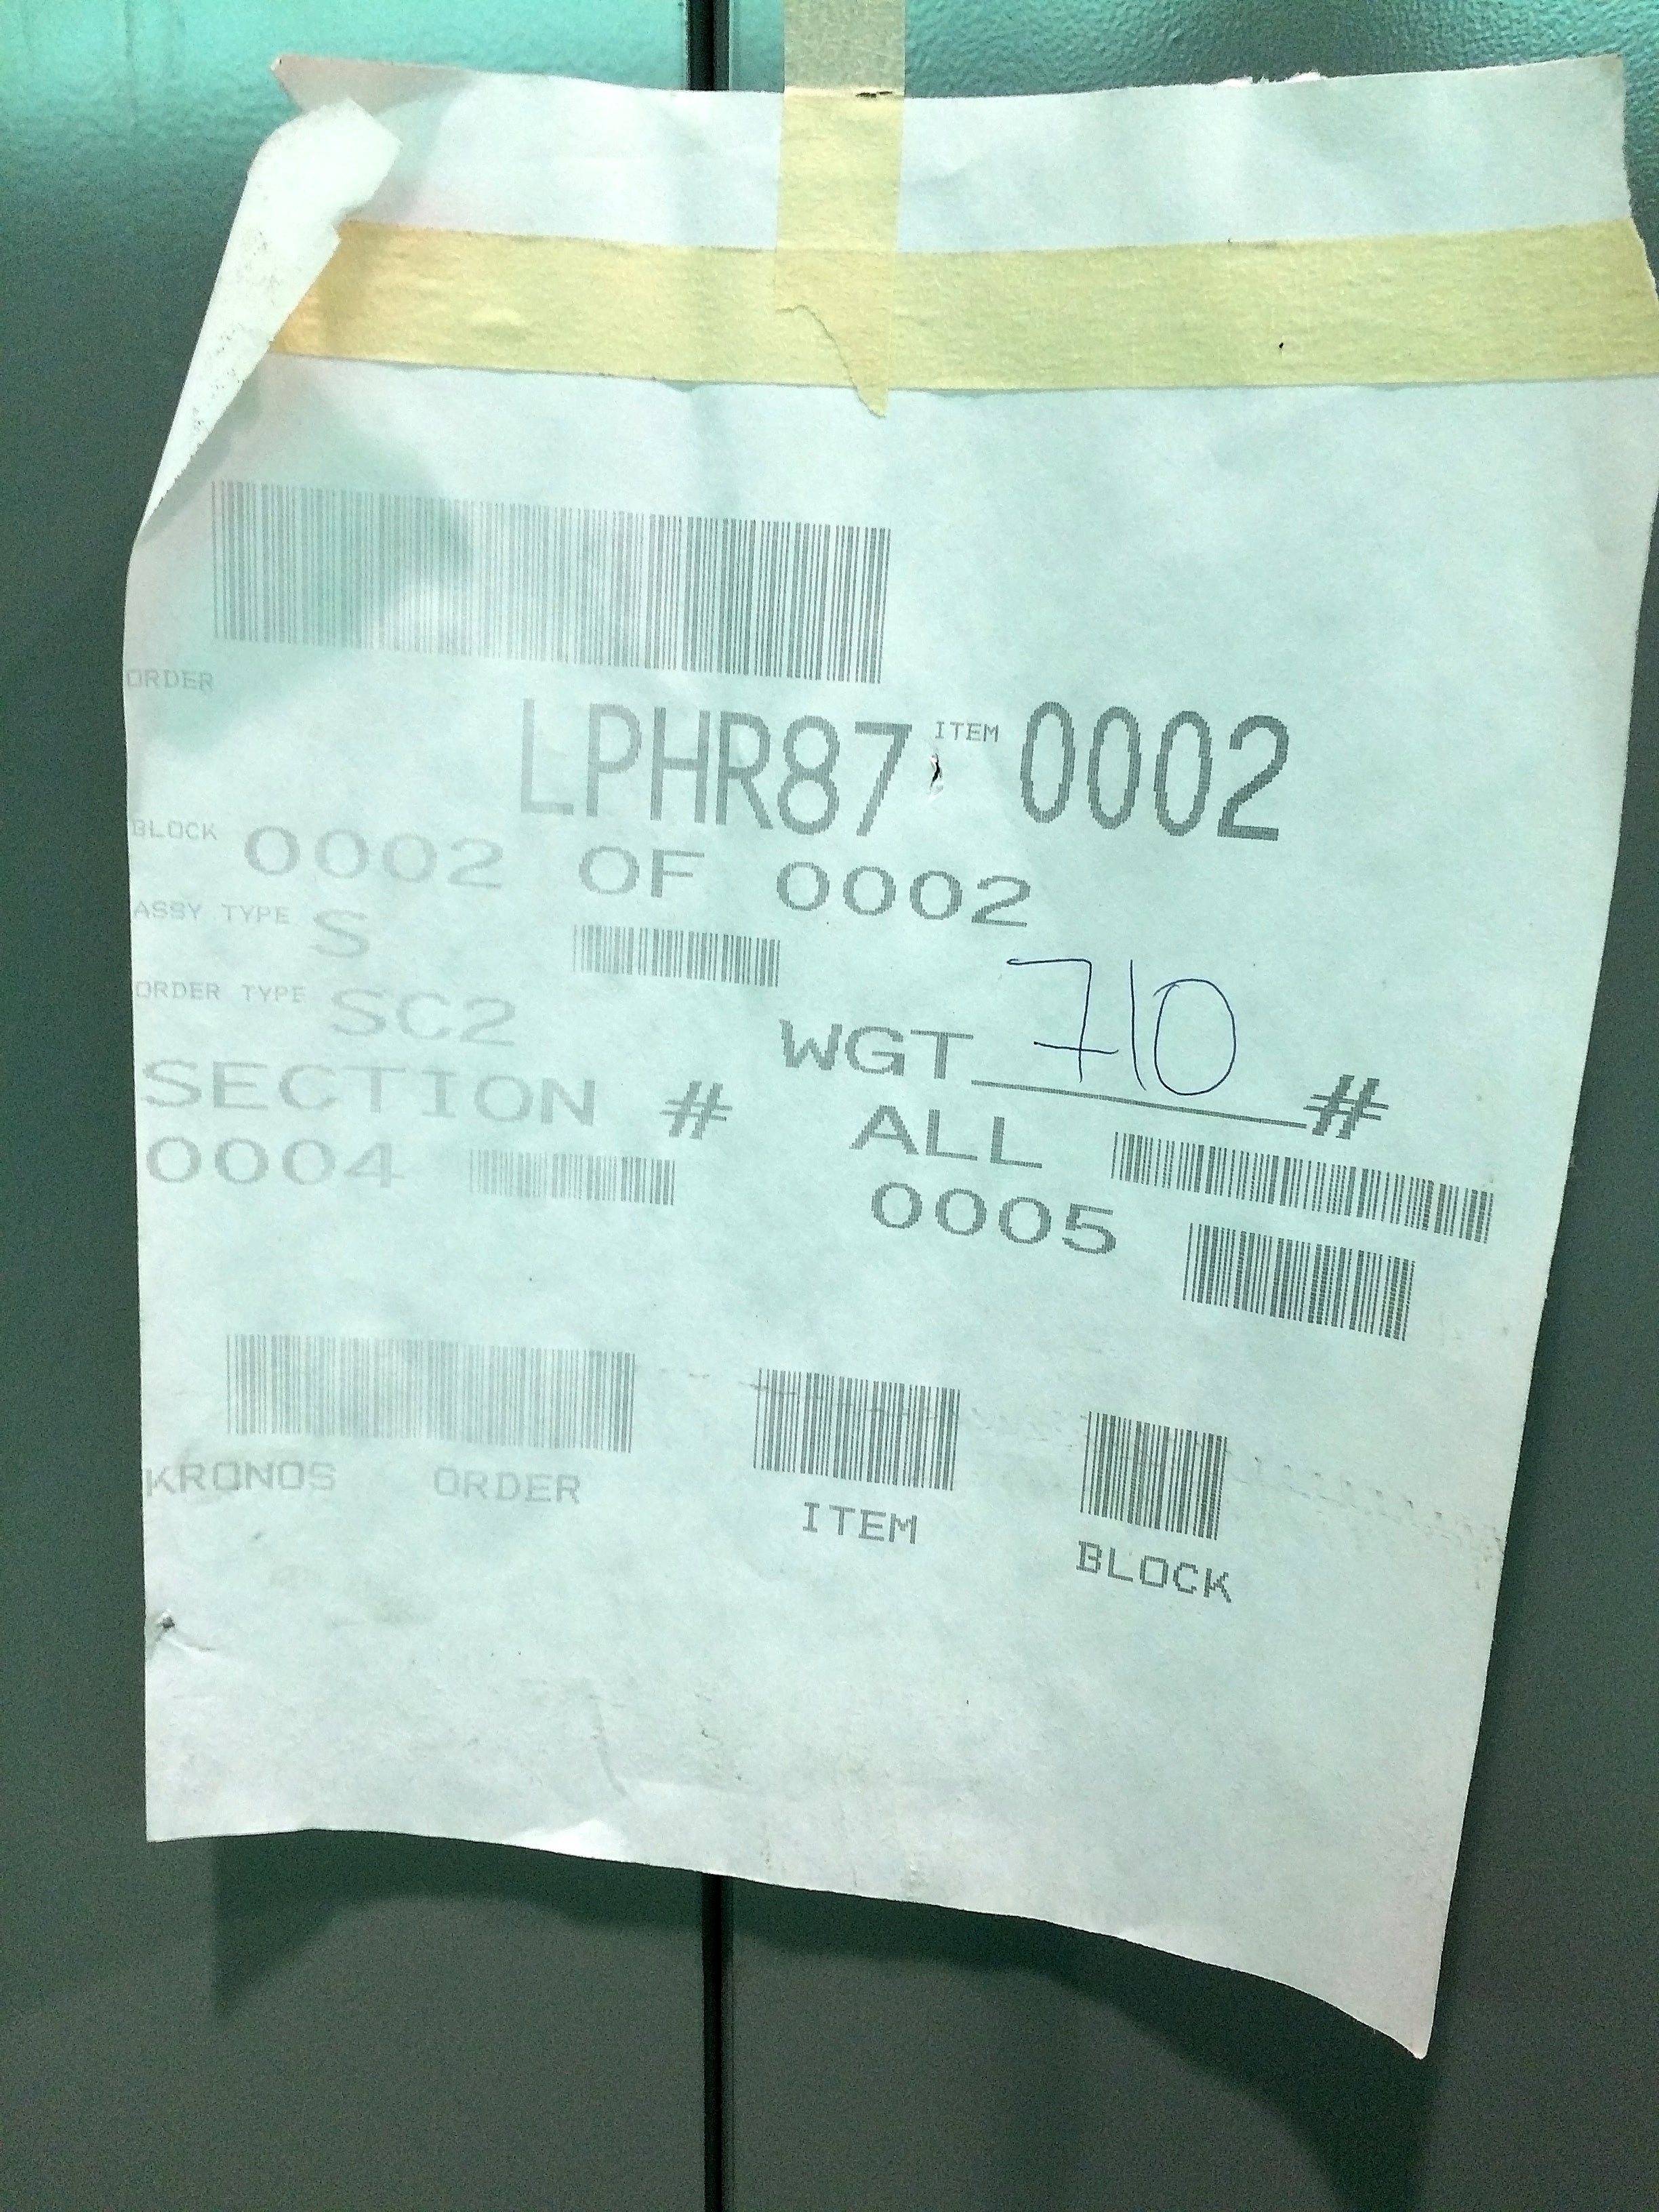 ORDER
LPHR87 ITEM 0002
BLOCK 0002 OF 0002
ASSY TYPE S
ORDER TYPE SC2
WGT 710 #
SECTION # ALL
0004 0005
KRONOS ORDER ITEM BLOCK